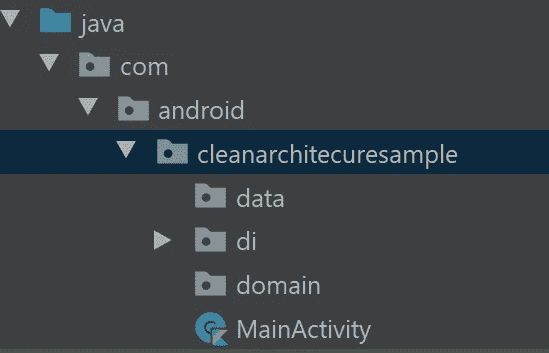 java
com
android
cleanarchitecuresample
data
di
domain
MainActivity